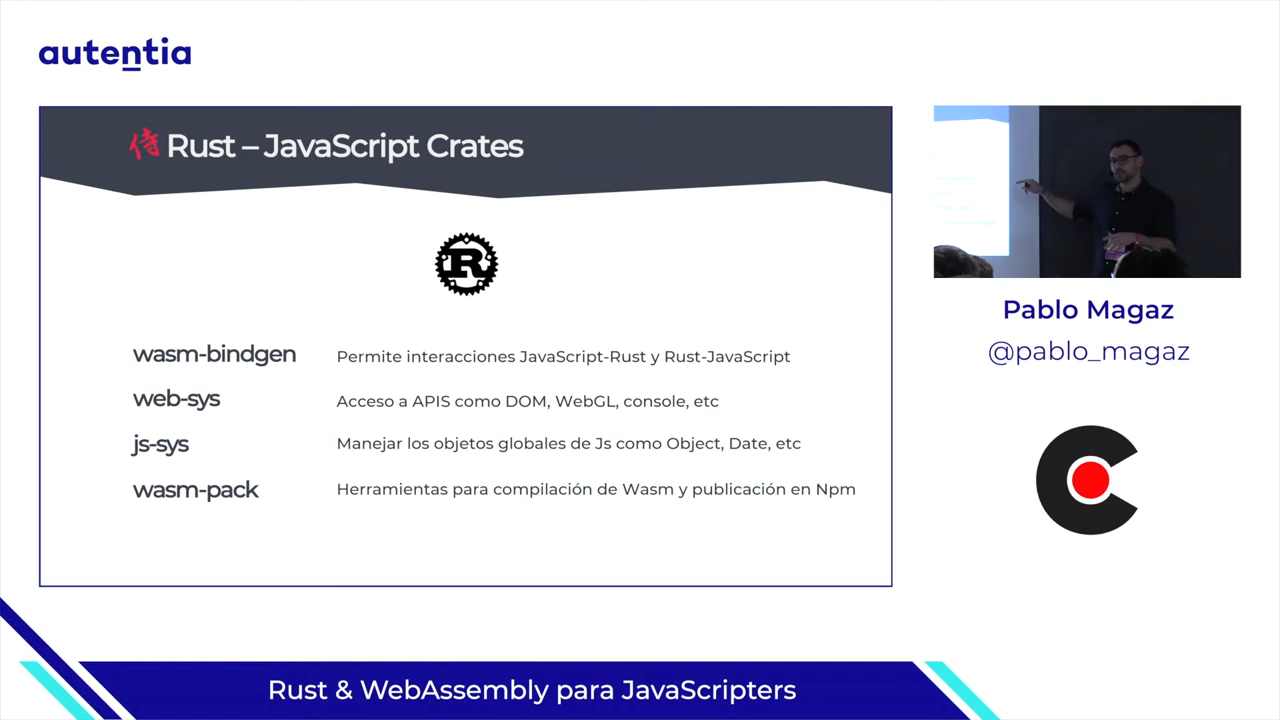 autentia
侍 Rust – JavaScript Crates
R
wasm-bindgen Permite interacciones JavaScript-Rust y Rust-JavaScript
web-sys Acceso a APIS como DOM, WebGL, console, etc
js-sys Manejar los objetos globales de Js como Object, Date, etc
wasm-pack Herramientas para compilación de Wasm y publicación en Npm
Pablo Magaz
@pablo_magaz
Rust & WebAssembly para JavaScripters